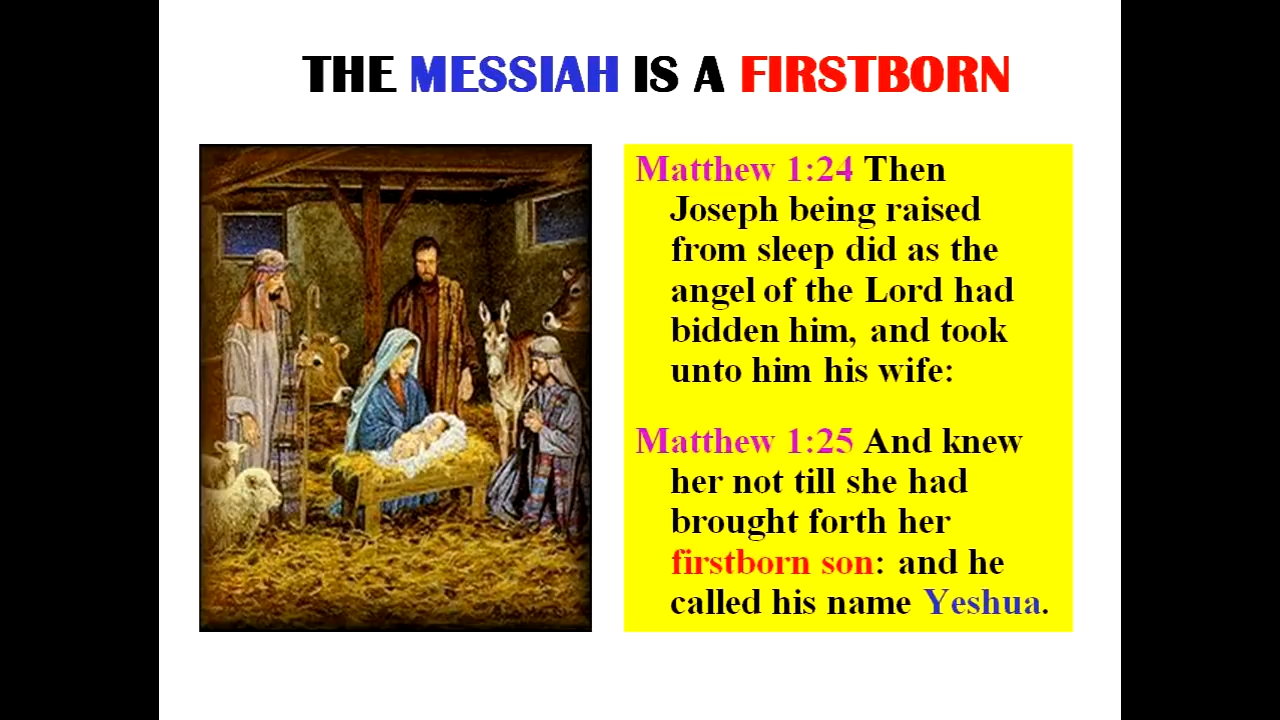 THE MESSIAH IS A FIRSTBORN
Matthew 1:24 Then
Joseph being raised
from sleep did as the
angel of the Lord had
bidden him, and took
unto him his wife:
Matthew 1:25 And knew
her not till she had
brought forth her
firstborn son: and he
called his name Yeshua.